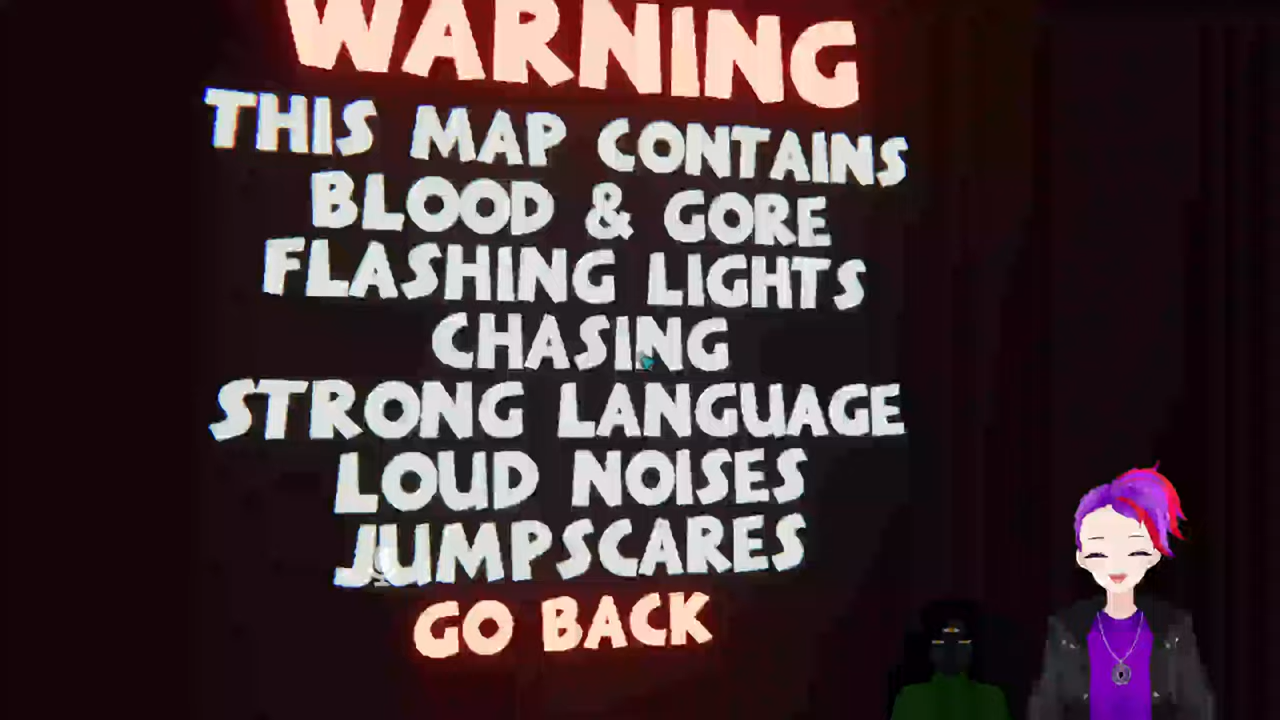 WARNING
THIS MAP CONTAINS
BLOOD & GORE
FLASHING LIGHTS
CHASING
STRONG LANGUAGE
LOUD NOISES
JUMPSCARES
GO BACK